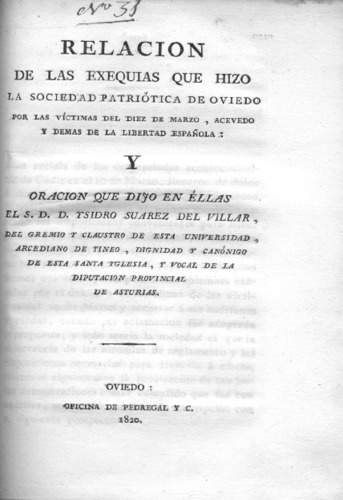 Nº 51
RELACION
DE LAS EXEQUIAS QUE HIZO
LA SOCIEDAD PATRIÓTICA DE OVIEDO
POR LAS VÍCTIMAS DEL DIEZ DE MARZO, ACEVEDO
Y DEMAS DE LA LIBERTAD ESPAÑOLA:
Y
ORACION QUE DIJO EN ÉLLAS
EL S. D. D. YSIDRO SUAREZ DEL VILLAR,
DEL GREMIO Y CLAUSTRO DE ESTA UNIVERSIDAD,
ARCEDIANO DE TINEO, DIGNIDAD Y CANÓNIGO
DE ESTA SANTA YGLESIA, Y VOCAL DE LA
DIPUTACION PROVINCIAL
DE ASTURIAS.
OVIEDO:
OFICINA DE PEDREGAL Y C.
1820.